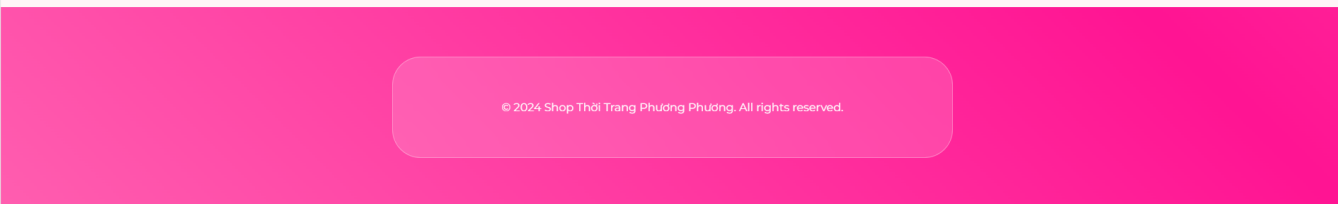 © 2024 Shop Thời Trang Phương Phương. All rights reserved.